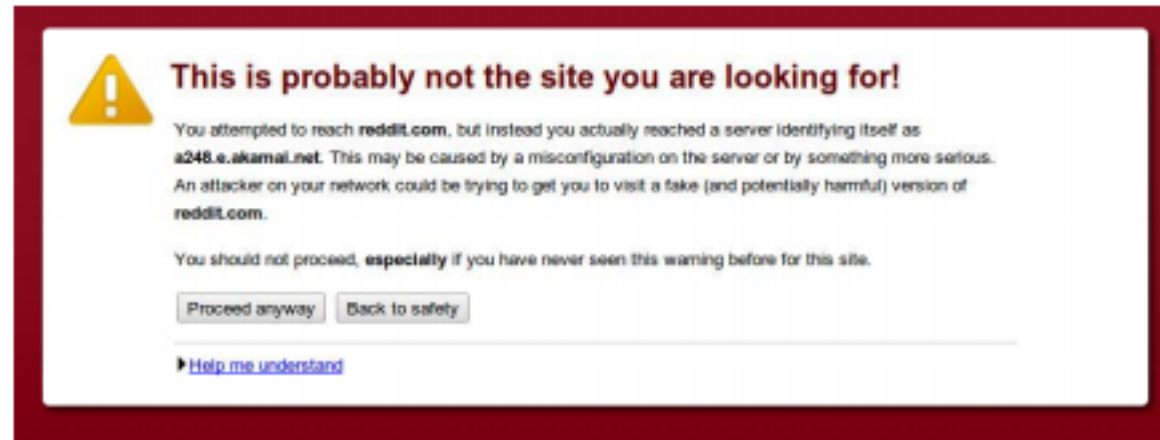 This is probably not the site you are looking for!
You attempted to reach reddit.com, but instead you actually reached a server identifying itself as
a248.e.akamai.net. This may be caused by a misconfiguration on the server or by something more serious.
An attacker on your network could be trying to get you to visit a fake (and potentially harmful) version of
reddit.com.
You should not proceed, especially if you have never seen this warning before for this site.
Proceed anyway Back to safety
Help me understand